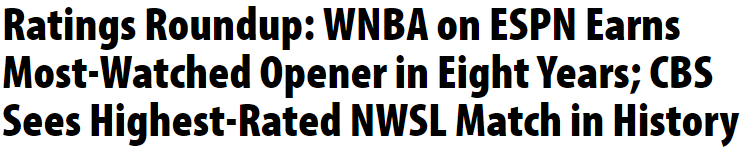 Ratings Roundup: WNBA on ESPN Earns
Most-Watched Opener in Eight Years; CBS
Sees Highest-Rated NWSL Match in History